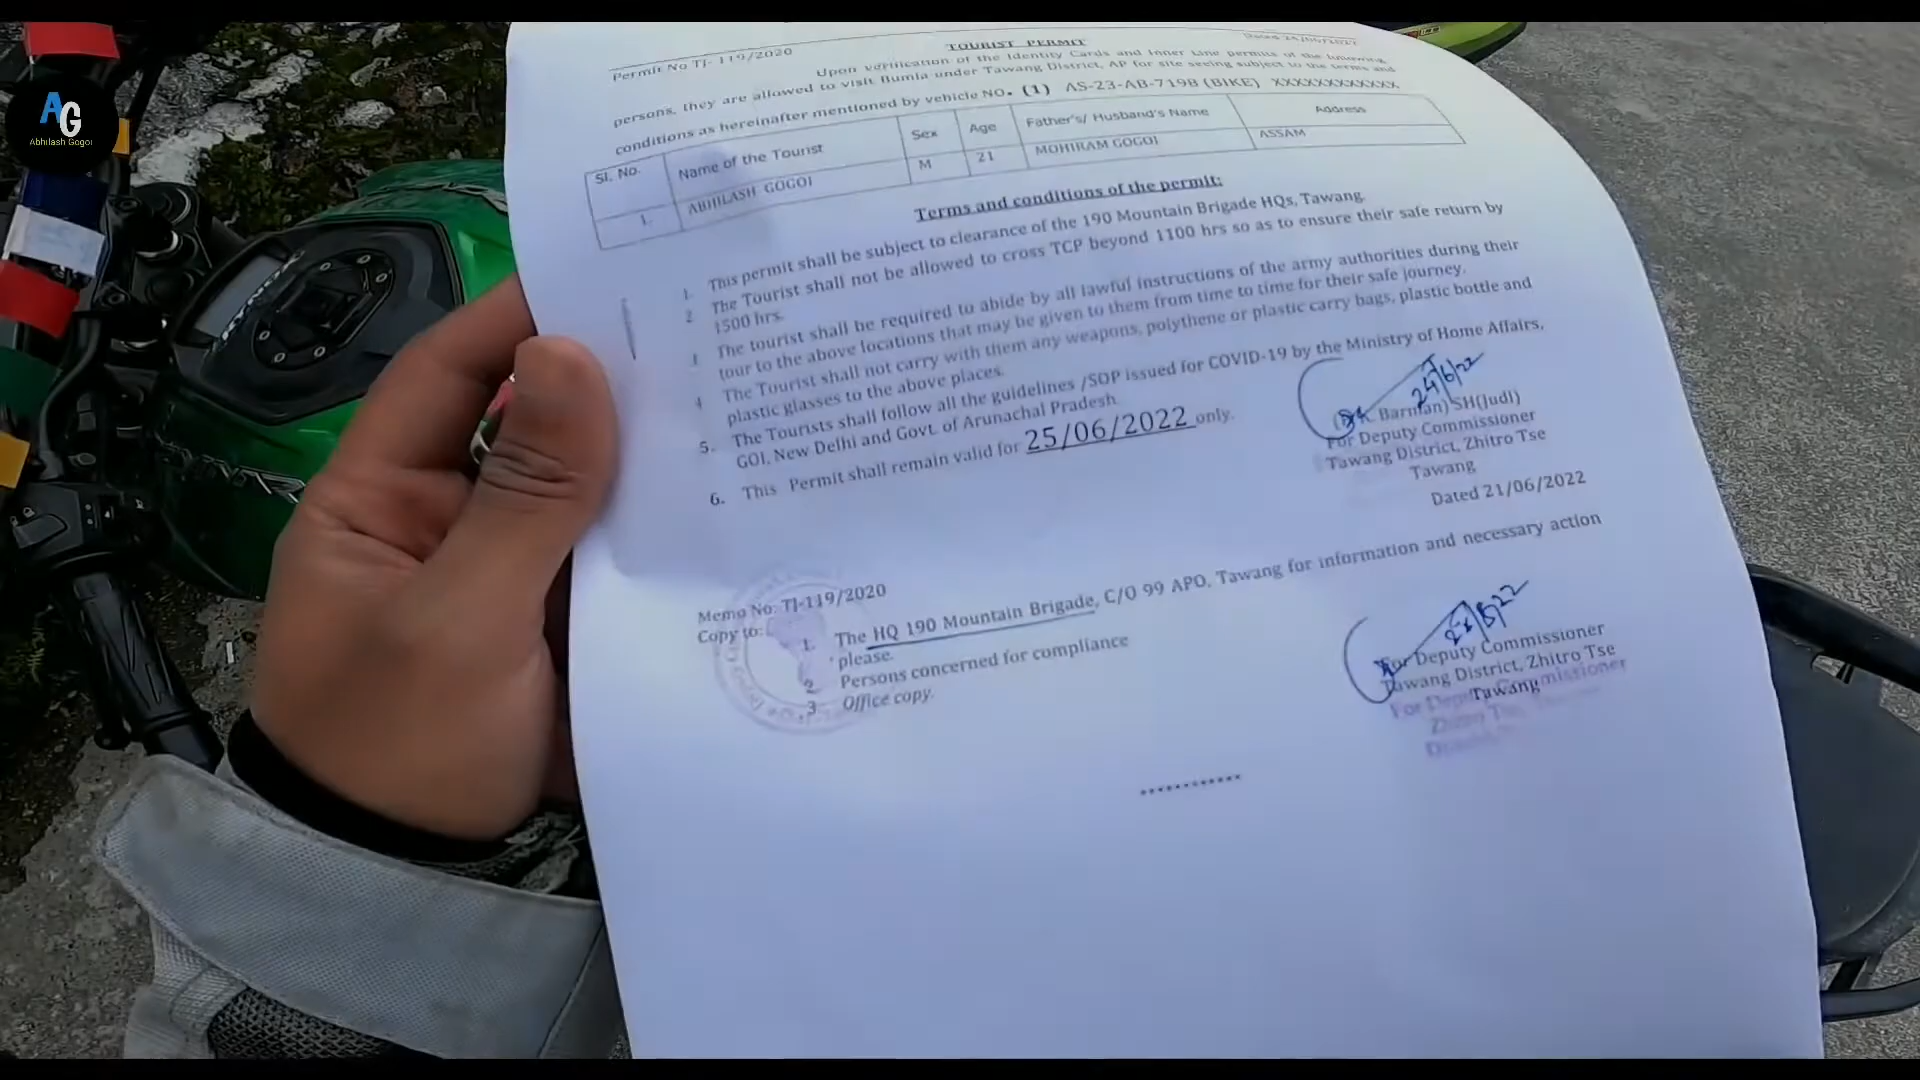 AG
Abhilash Gogoi
Permit No TJ- 119/2020
TOURIST PERMIT
Upon verification of the Identity Cards and Inner Line permits of the following
persons, they are allowed to visit Bumla under Tawang District, AP for site seeing subject to the terms and
conditions as hereinafter mentioned by vehicle NO. (1) AS-23-AB-7198 (BIKE) XXXXXXXXXXXX
Sl. No. Name of the Tourist Sex Age Father's/ Husband's Name Address
1. ABHILASH GOGOI M 21 MOHIRAM GOGOI ASSAM
Terms and conditions of the permit:
1. This permit shall be subject to clearance of the 190 Mountain Brigade HQs, Tawang.
2 The Tourist shall not be allowed to cross TCP beyond 1100 hrs so as to ensure their safe return by
1500 hrs.
3 The tourist shall be required to abide by all lawful instructions of the army authorities during their
tour to the above locations that may be given to them from time to time for their safe journey.
4 The Tourist shall not carry with them any weapons, polythene or plastic carry bags, plastic bottle and
plastic glasses to the above places.
5. The Tourists shall follow all the guidelines /SOP issued for COVID-19 by the Ministry of Home Affairs,
GOI, New Delhi and Govt. of Arunachal Pradesh.
6. This Permit shall remain valid for 25/06/2022 only.
24/6/22
Barman) SH(Judl)
For Deputy Commissioner
Tawang District, Zhitro Tse
Tawang
Dated 21/06/2022
Memo No: TJ-119/2020
Copy to:
1. The HQ 190 Mountain Brigade, C/O 99 APO, Tawang for information and necessary action
please.
2 Persons concerned for compliance
3 Office copy.
For Deputy Commissioner
Tawang District, Zhitro Tse
Tawang